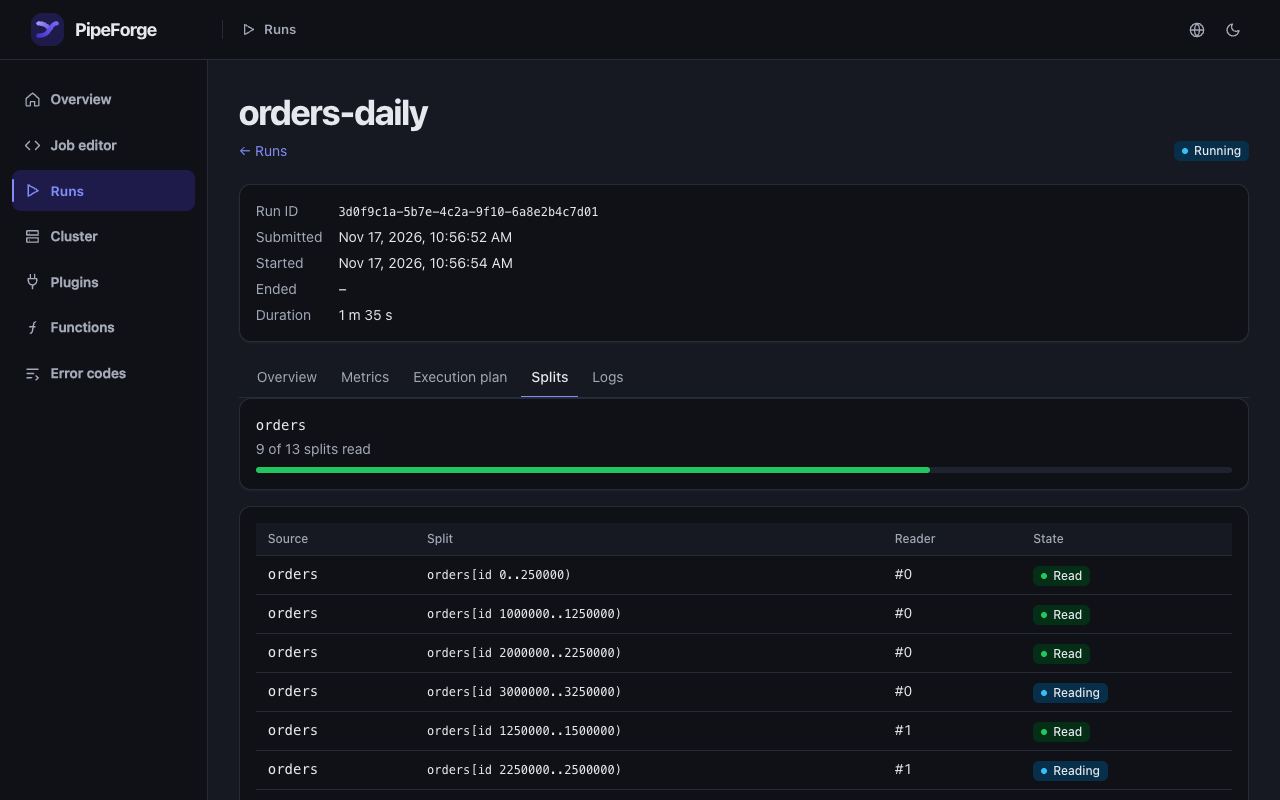 PipeForge
Runs
Overview
Job editor
Runs
Cluster
Plugins
Functions
Error codes
orders-daily
← Runs
Running
Run ID 3d0f9c1a-5b7e-4c2a-9f10-6a8e2b4c7d01
Submitted Nov 17, 2026, 10:56:52 AM
Started Nov 17, 2026, 10:56:54 AM
Ended –
Duration 1 m 35 s
Overview Metrics Execution plan Splits Logs
orders
9 of 13 splits read
Source Split Reader State
orders orders[id 0..250000) #0 Read
orders orders[id 1000000..1250000) #0 Read
orders orders[id 2000000..2250000) #0 Read
orders orders[id 3000000..3250000) #0 Reading
orders orders[id 1250000..1500000) #1 Read
orders orders[id 2250000..2500000) #1 Reading